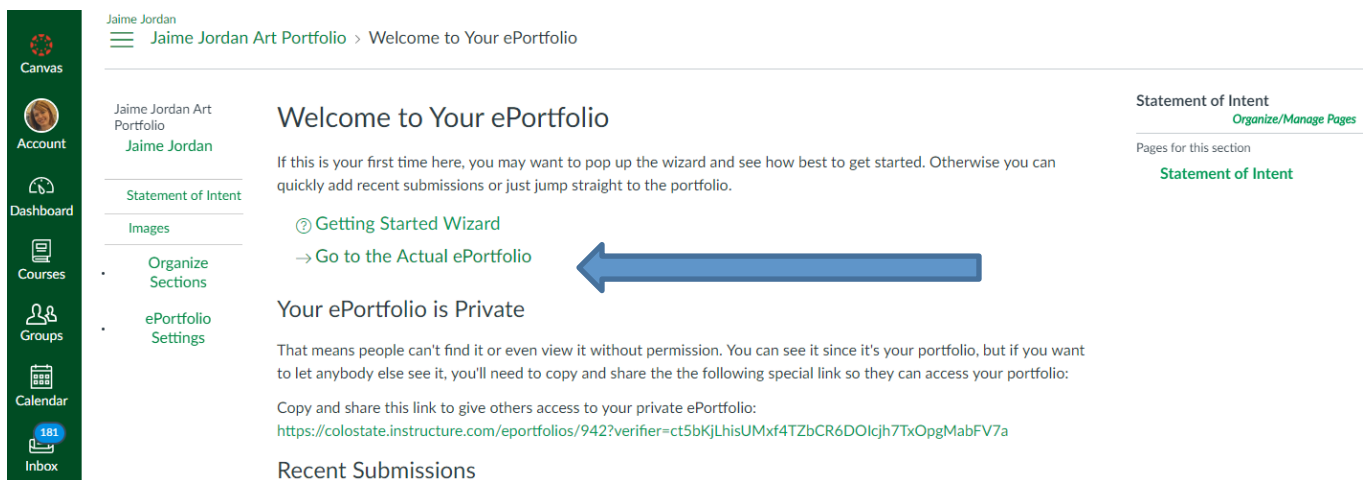 Jaime Jordan
Jaime Jordan Art Portfolio > Welcome to Your ePortfolio
Canvas
Account
Dashboard
Courses
Groups
Calendar
181
Inbox
Jaime Jordan Art
Portfolio
Jaime Jordan
Statement of Intent
Images
Organize
Sections
ePortfolio
Settings
Welcome to Your ePortfolio
If this is your first time here, you may want to pop up the wizard and see how best to get started. Otherwise you can
quickly add recent submissions or just jump straight to the portfolio.
? Getting Started Wizard
→ Go to the Actual ePortfolio
Your ePortfolio is Private
That means people can't find it or even view it without permission. You can see it since it's your portfolio, but if you want
to let anybody else see it, you'll need to copy and share the the following special link so they can access your portfolio:
Copy and share this link to give others access to your private ePortfolio:
https://colostate.instructure.com/eportfolios/942?verifier=ct5bKjLhisUMxf4TZbCR6DOIcjh7TxOpgMabFV7a
Recent Submissions
Statement of Intent
Organize/Manage Pages
Pages for this section
Statement of Intent